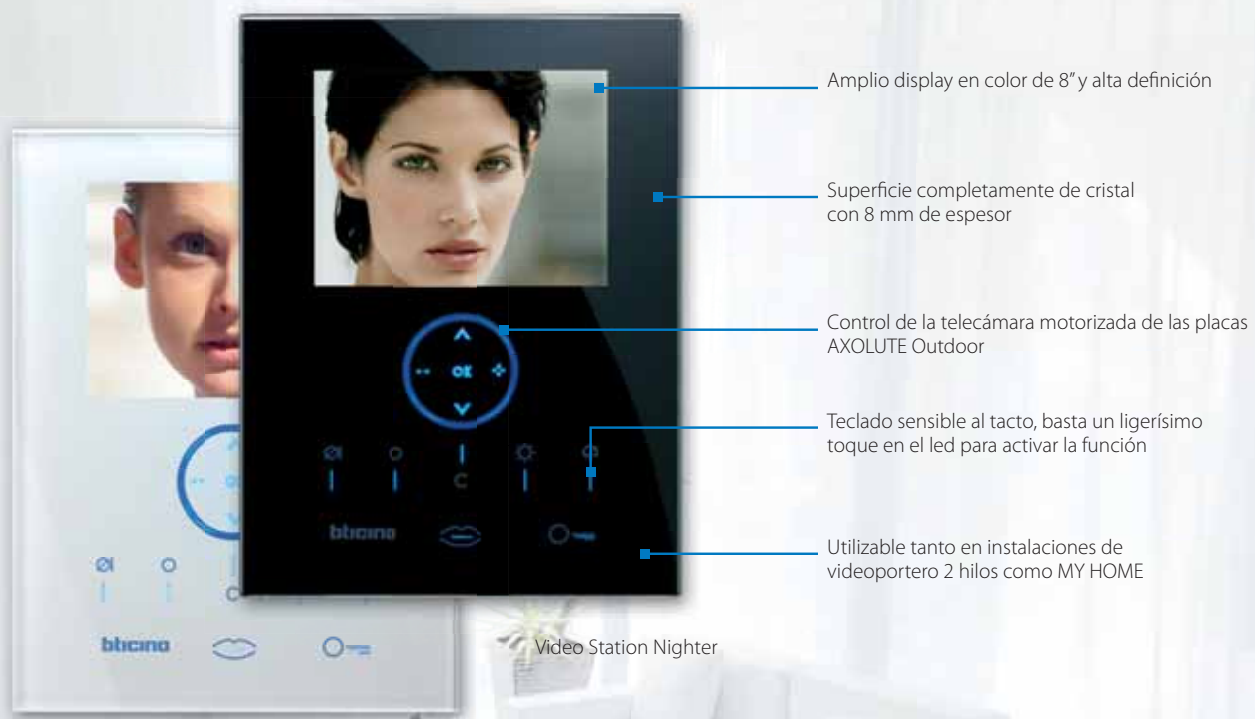 Amplio display en color de 8” y alta definición
Superficie completamente de cristal
con 8 mm de espesor
Control de la telecámara motorizada de las placas
AXOLUTE Outdoor
OK
Teclado sensible al tacto, basta un ligerísimo
toque en el led para activar la función
C
bticino
Utilizable tanto en instalaciones de
videoportero 2 hilos como MY HOME
bticino
Video Station Nighter